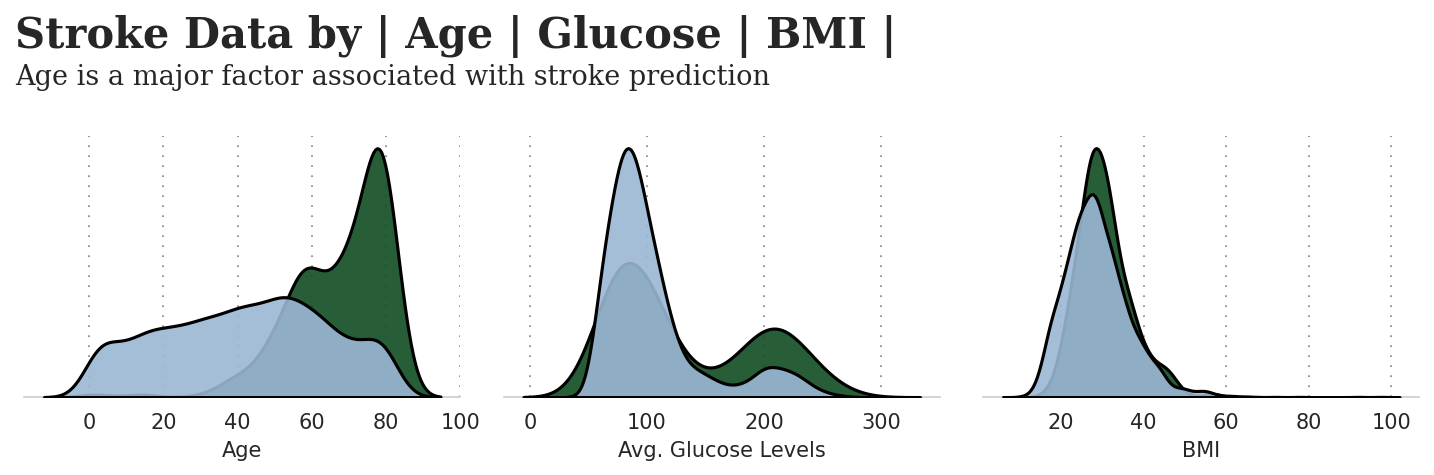 Stroke Data by | Age | Glucose | BMI |
Age is a major factor associated with stroke prediction
0 20 40 60 80 100
Age
0 100 200 300
Avg. Glucose Levels
20 40 60 80 100
BMI